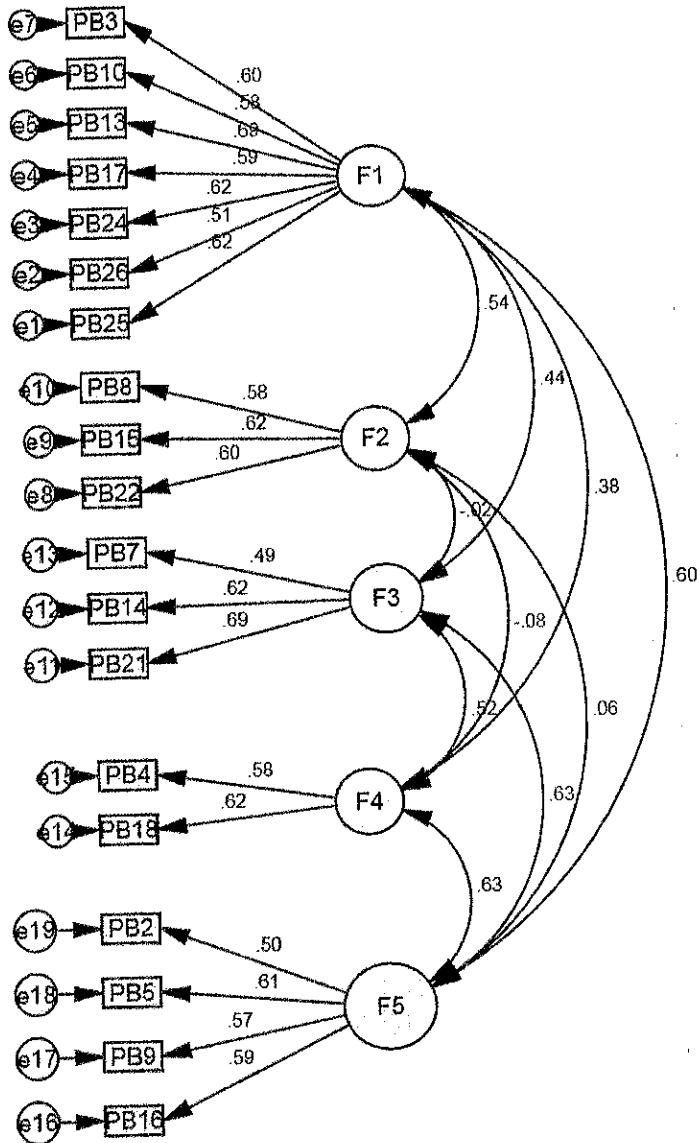 e7 PB3
.60
e6 PB10
.58
e5 PB13
.69
e4 PB17
.59
F1
e3 PB24
.62
e2 PB26
.51
e1 PB25
.62
.54
.44
e10 PB8
.58
e9 PB15
.62
F2
e8 PB22
.60
.38
-.02
e13 PB7
.49
.60
e12 PB14
.62
F3
e11 PB21
.69
-.08
.52
.06
e15 PB4
.58
F4
.63
e14 PB18
.62
.63
e19 PB2
.50
e18 PB5
.61
F5
e17 PB9
.57
e16 PB16
.59